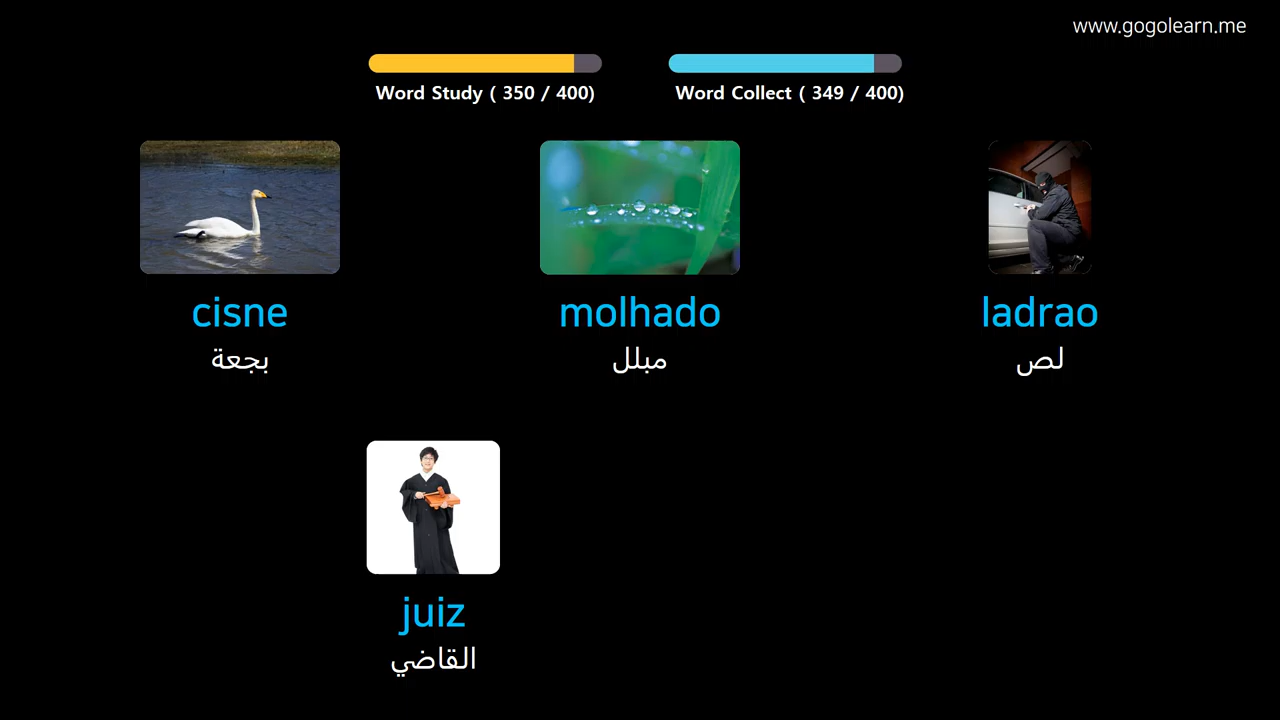 www.gogolearn.me
Word Study ( 350 / 400)
Word Collect ( 349 / 400)
cisne
molhado
ladrao
بجعة
مبلل
لص
juiz
القاضي